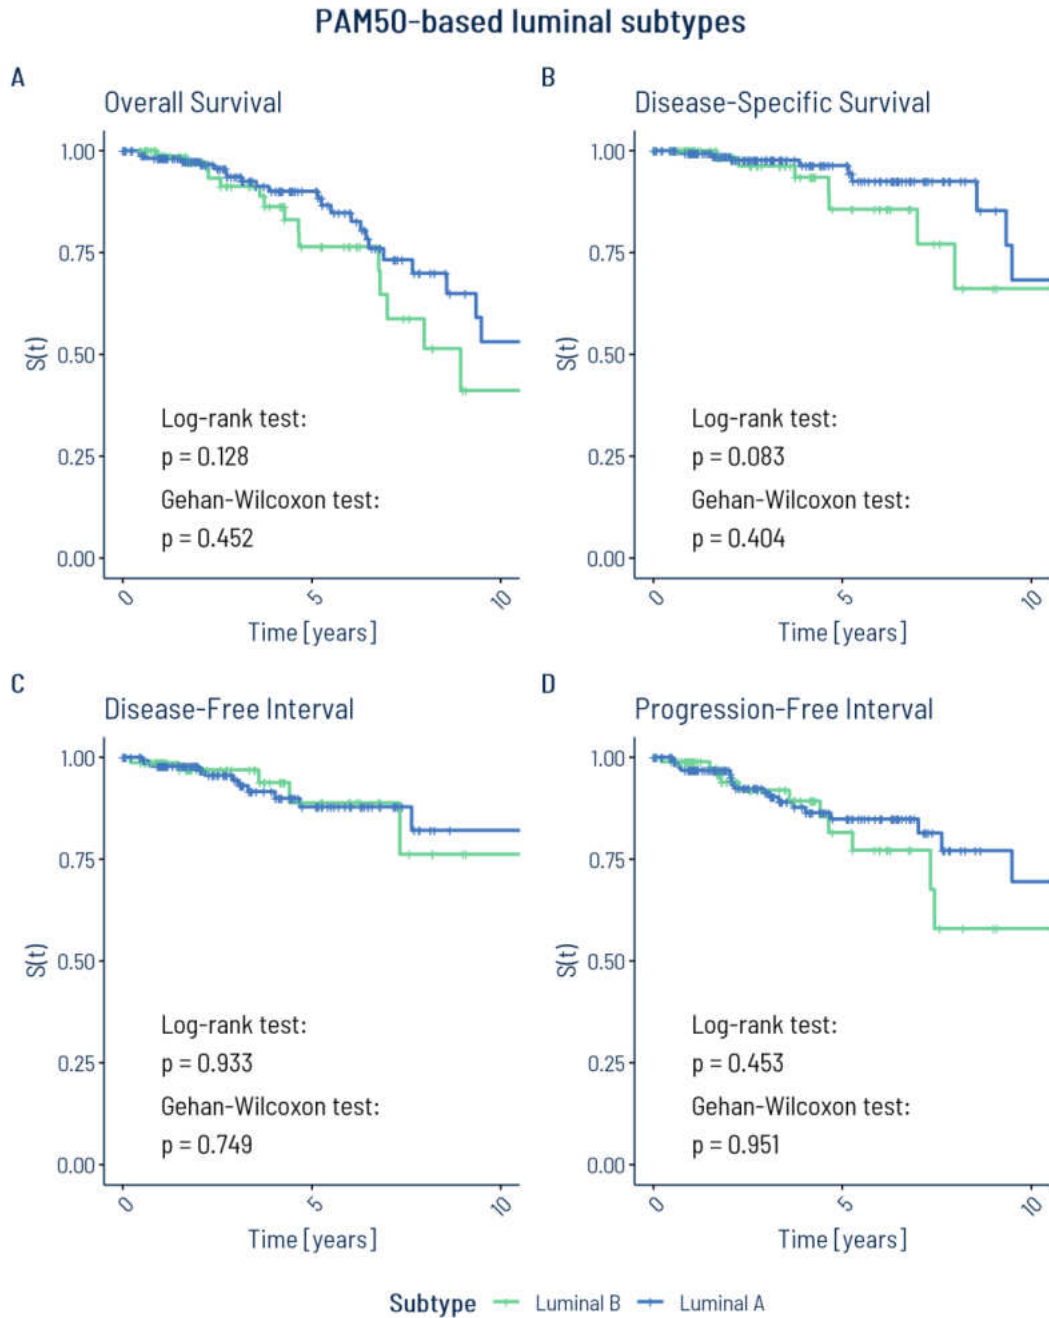 PAM50-based luminal subtypes
A
Overall Survival
S(t)
1.00
0.75
0.50
0.25
0.00
Log-rank test:
p = 0.128
Gehan-Wilcoxon test:
p = 0.452
0 5 10
Time [years]
B
Disease-Specific Survival
S(t)
1.00
0.75
0.50
0.25
0.00
Log-rank test:
p = 0.083
Gehan-Wilcoxon test:
p = 0.404
0 5 10
Time [years]
C
Disease-Free Interval
S(t)
1.00
0.75
0.50
0.25
0.00
Log-rank test:
p = 0.933
Gehan-Wilcoxon test:
p = 0.749
0 5 10
Time [years]
D
Progression-Free Interval
S(t)
1.00
0.75
0.50
0.25
0.00
Log-rank test:
p = 0.453
Gehan-Wilcoxon test:
p = 0.951
0 5 10
Time [years]
Subtype Luminal B Luminal A